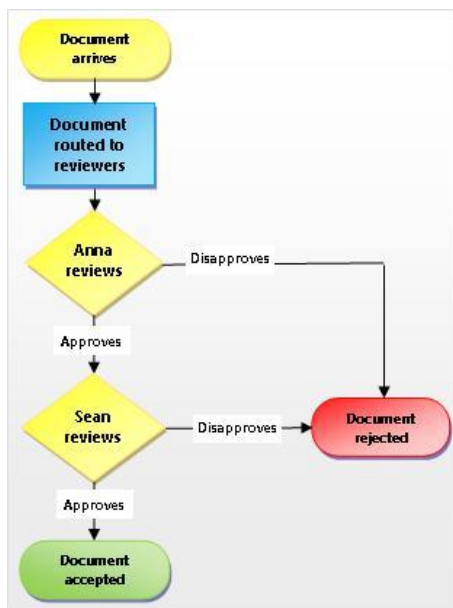 Document
arrives
Document
routed to
reviewers
Anna
reviews
Disapproves
Approves
Sean
reviews
Disapproves
Document
rejected
Approves
Document
accepted